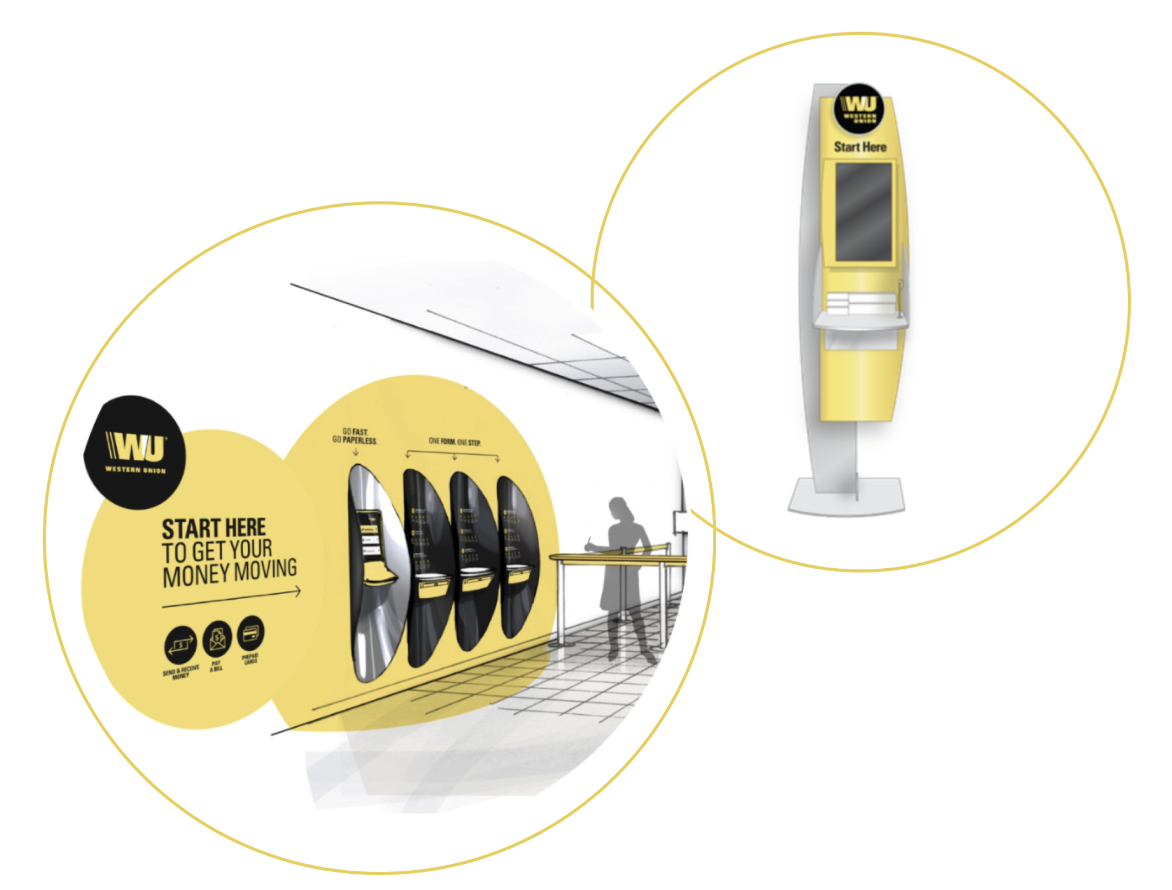 WU
WESTERN
UNION
Start Here
GO FAST.
GO PAPERLESS.
ONE FORM. ONE STEP.
WU
WESTERN UNION
START HERE
TO GET YOUR
MONEY MOVING
SEND & RECEIVE
MONEY
PAY
A BILL
PREPAID
CARDS